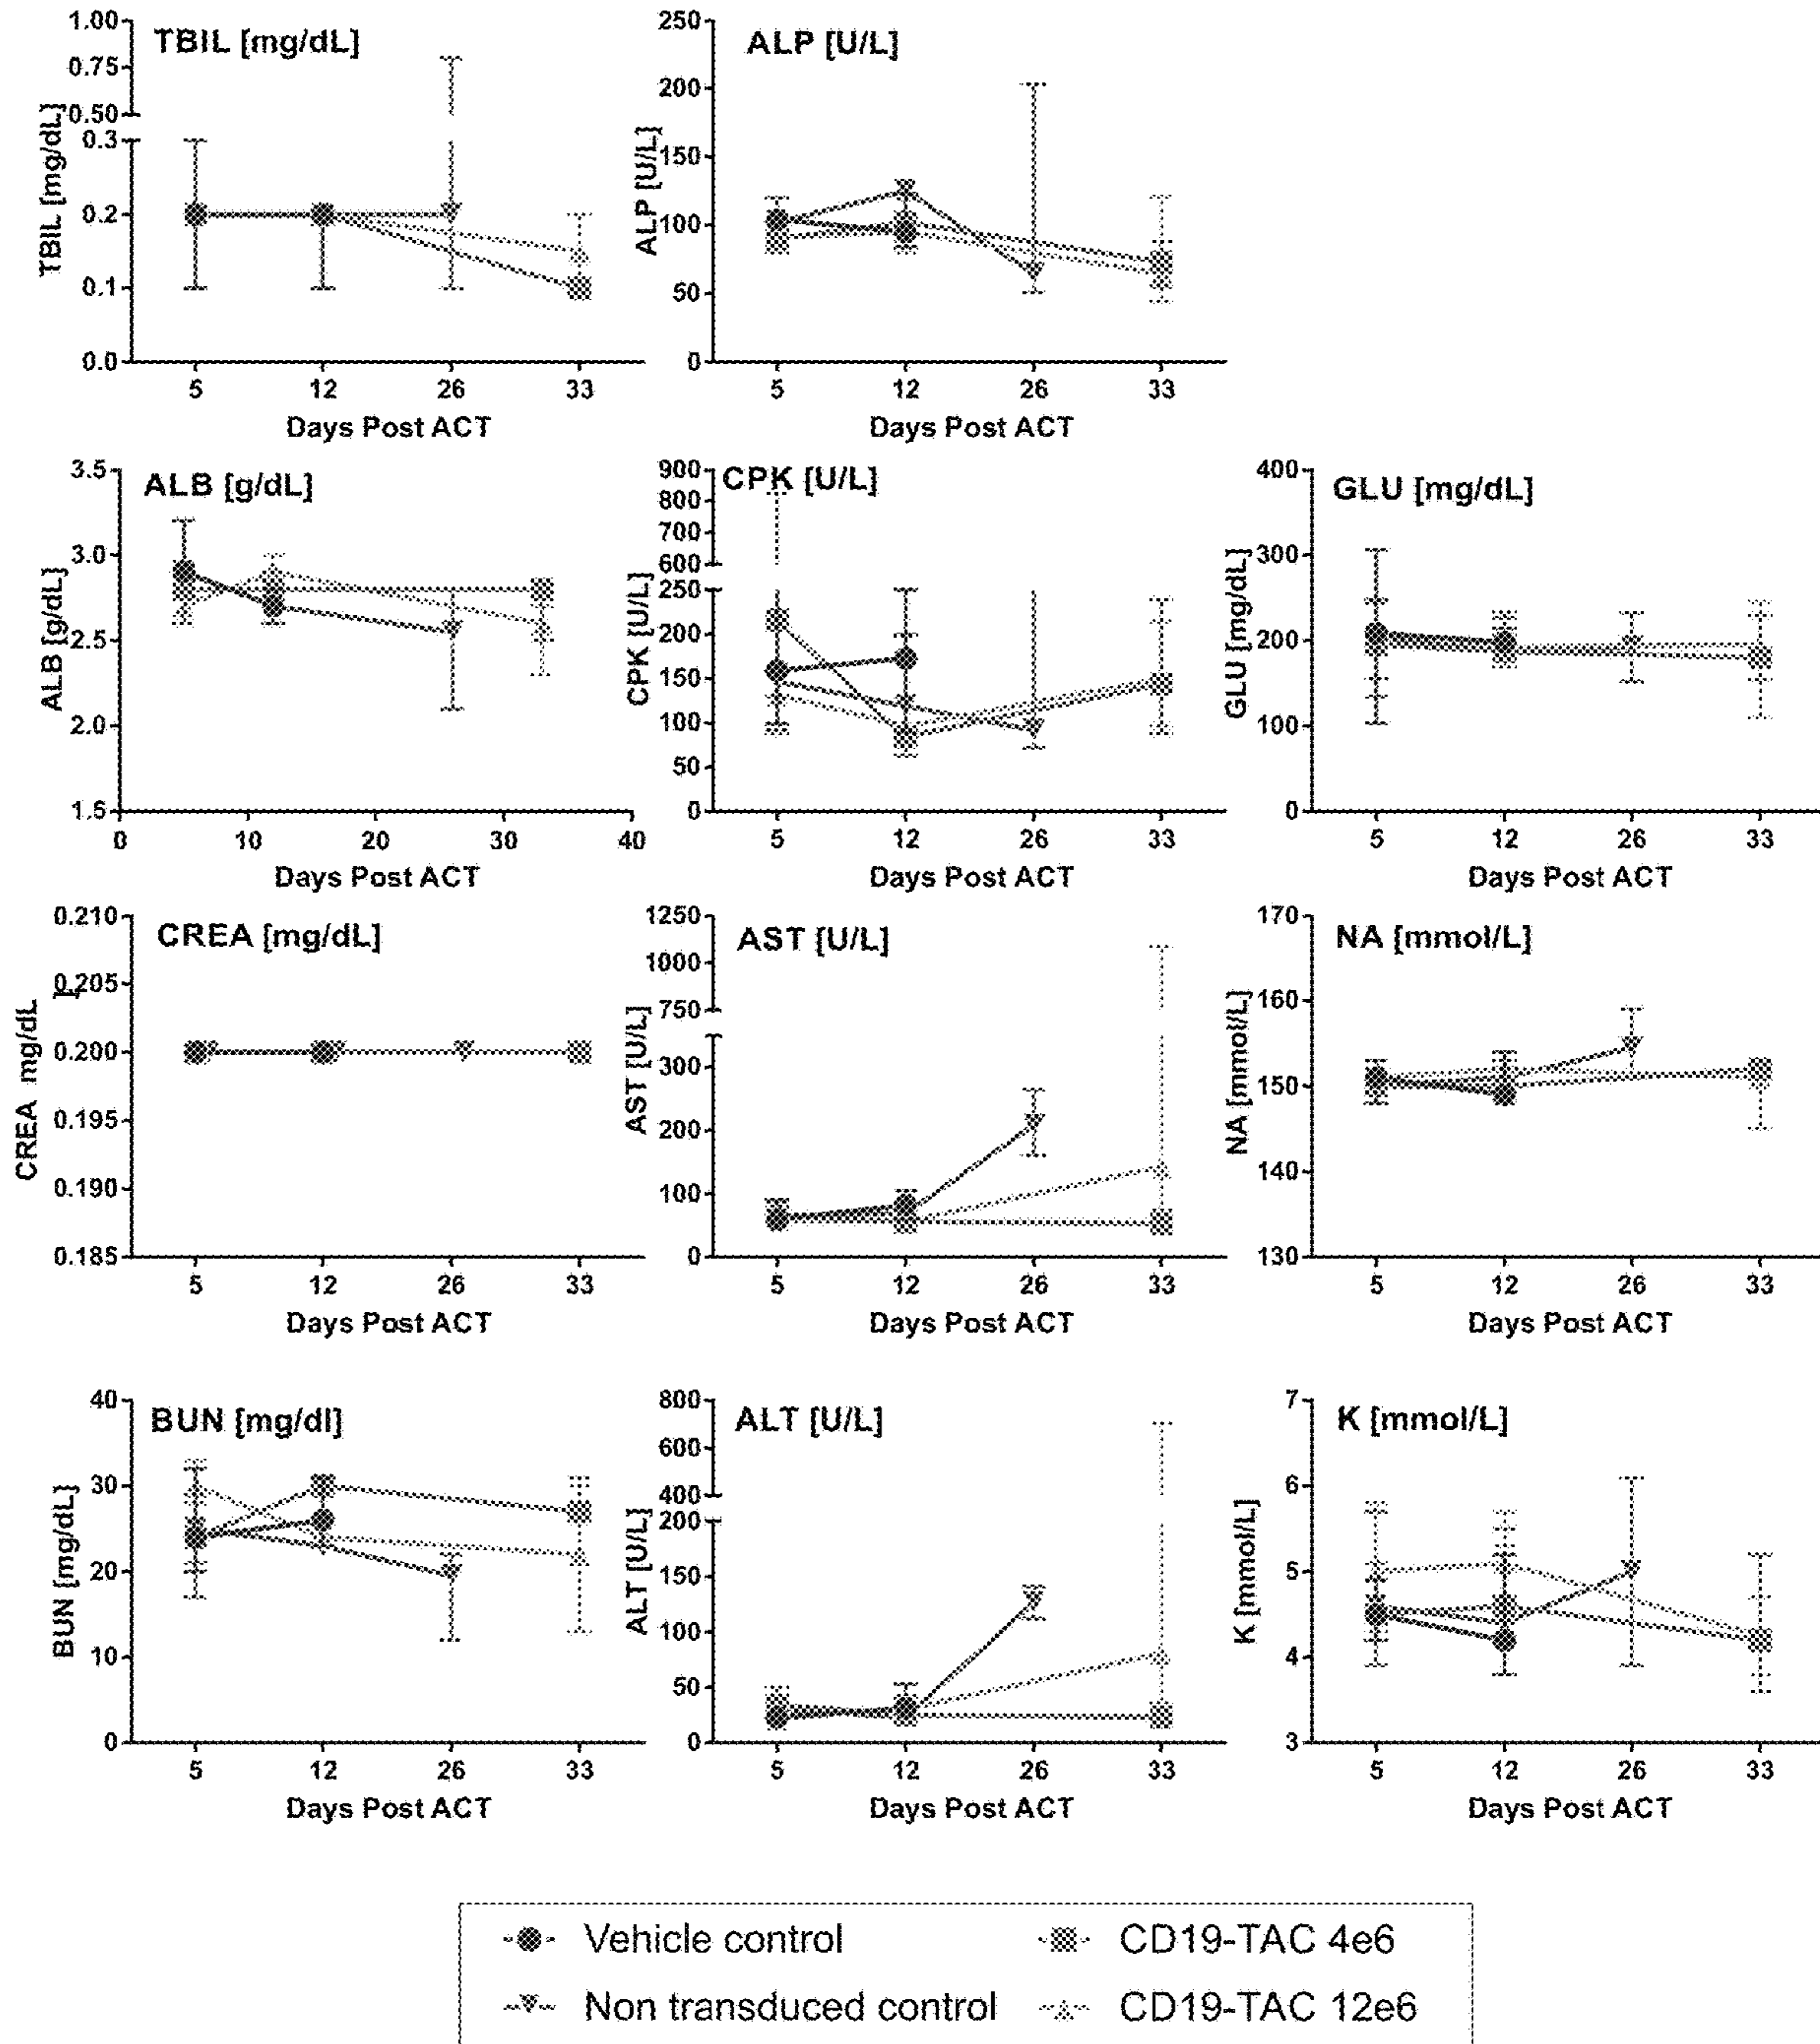 TBIL [mg/dL]
TBIL [mg/dL]
1.00
0.75
0.50
0.3
0.2
0.1
0.0
5 12 26 33
Days Post ACT
ALP [U/L]
ALP [U/L]
250
200
150
100
50
0
5 12 26 33
Days Post ACT
ALB [g/dL]
ALB [g/dL]
3.5
3.0
2.5
2.0
1.5
0 10 20 30 40
Days Post ACT
CPK [U/L]
CPK [U/L]
900
800
700
600
250
200
150
100
50
0
5 12 26 33
Days Post ACT
GLU [mg/dL]
GLU [mg/dL]
400
300
200
100
0
5 12 26 33
Days Post ACT
CREA [mg/dL]
CREA mg/dL
0.210
0.205
0.200
0.195
0.190
0.185
5 12 26 33
Days Post ACT
AST [U/L]
AST [U/L]
1250
1000
750
300
200
100
0
5 12 26 33
Days Post ACT
NA [mmol/L]
NA [mmol/L]
170
160
150
140
130
5 12 26 33
Days Post ACT
BUN [mg/dl]
BUN [mg/dL]
40
30
20
10
0
5 12 26 33
Days Post ACT
ALT [U/L]
ALT [U/L]
800
600
400
200
150
100
50
0
5 12 26 33
Days Post ACT
K [mmol/L]
K [mmol/L]
7
6
5
4
3
5 12 26 33
Days Post ACT
Vehicle control
CD19-TAC 4e6
Non transduced control
CD19-TAC 12e6